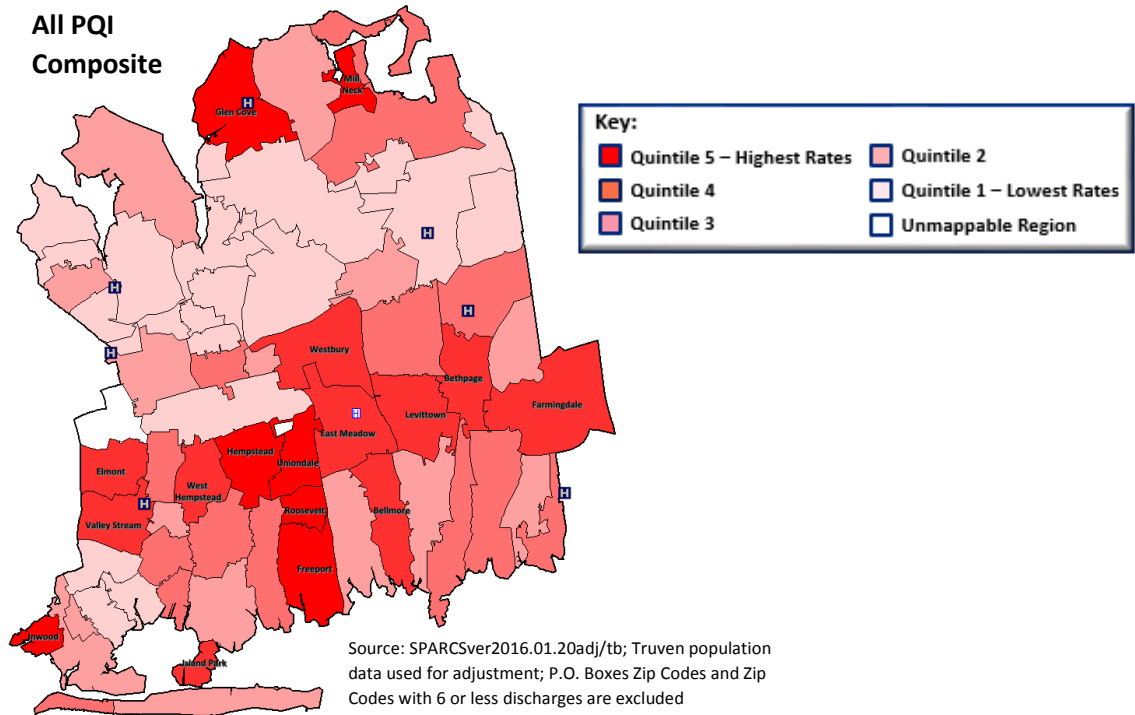 All PQI
Composite
Mill
Neck
H
Glen Cove
Key:
Quintile 5 – Highest Rates
Quintile 2
Quintile 4
Quintile 1 – Lowest Rates
Quintile 3
Unmappable Region
H
H
H
H
Westbury
Bethpage
Farmingdale
Levittown
H
East Meadow
Hempstead
Uniondale
Elmont
West
Hempstead
H
H
Valley Stream
Roosevelt
Bellmore
Freeport
Inwood
Island Park
Source: SPARCSver2016.01.20adj/tb; Truven population
data used for adjustment; P.O. Boxes Zip Codes and Zip
Codes with 6 or less discharges are excluded